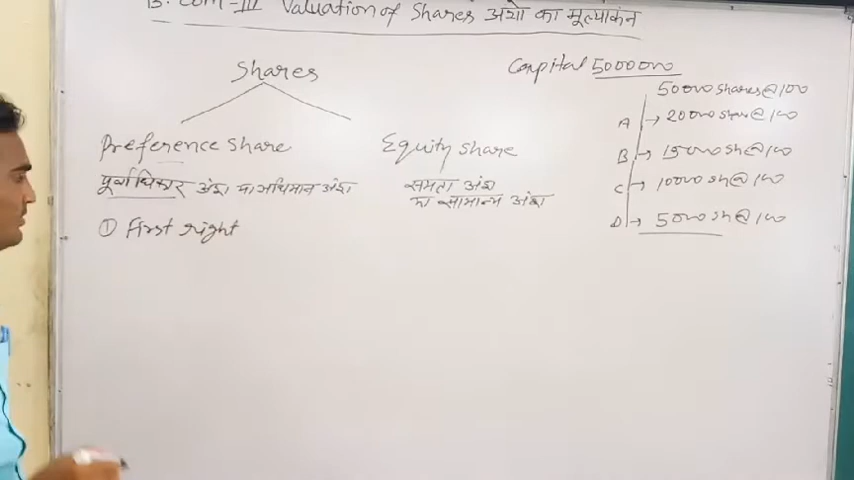 B. Com-III Valuation of Shares अंशो का मूल्यांकन
Shares
Preference share
पूर्वाधिकार अंश या अधिमान अंश
① First right
Equity share
समता अंश
या सामान्य अंश
Capital 5000000
50000 shares @ 100
A → 20000 share @ 100
B → 15000 sh @ 100
C → 10000 sh @ 100
D → 5000 sh @ 100